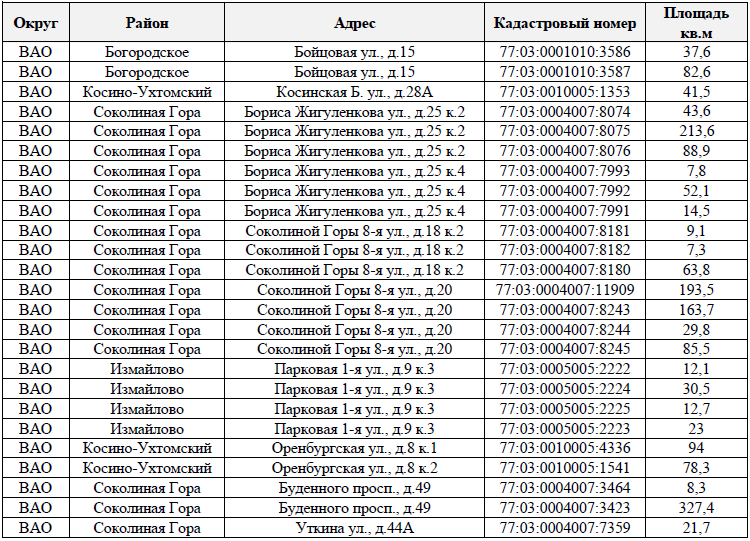 Округ Район Адрес Кадастровый номер Площадь кв.м
ВАО Богородское Бойцовая ул., д.15 77:03:0001010:3586 37,6
ВАО Богородское Бойцовая ул., д.15 77:03:0001010:3587 82,6
ВАО Косино-Ухтомский Косинская Б. ул., д.28А 77:03:0010005:1353 41,5
ВАО Соколиная Гора Бориса Жигуленкова ул., д.25 к.2 77:03:0004007:8074 43,6
ВАО Соколиная Гора Бориса Жигуленкова ул., д.25 к.2 77:03:0004007:8075 213,6
ВАО Соколиная Гора Бориса Жигуленкова ул., д.25 к.2 77:03:0004007:8076 88,9
ВАО Соколиная Гора Бориса Жигуленкова ул., д.25 к.4 77:03:0004007:7993 7,8
ВАО Соколиная Гора Бориса Жигуленкова ул., д.25 к.4 77:03:0004007:7992 52,1
ВАО Соколиная Гора Бориса Жигуленкова ул., д.25 к.4 77:03:0004007:7991 14,5
ВАО Соколиная Гора Соколиной Горы 8-я ул., д.18 к.2 77:03:0004007:8181 9,1
ВАО Соколиная Гора Соколиной Горы 8-я ул., д.18 к.2 77:03:0004007:8182 7,3
ВАО Соколиная Гора Соколиной Горы 8-я ул., д.18 к.2 77:03:0004007:8180 63,8
ВАО Соколиная Гора Соколиной Горы 8-я ул., д.20 77:03:0004007:11909 193,5
ВАО Соколиная Гора Соколиной Горы 8-я ул., д.20 77:03:0004007:8243 163,7
ВАО Соколиная Гора Соколиной Горы 8-я ул., д.20 77:03:0004007:8244 29,8
ВАО Соколиная Гора Соколиной Горы 8-я ул., д.20 77:03:0004007:8245 85,5
ВАО Измайлово Парковая 1-я ул., д.9 к.3 77:03:0005005:2222 12,1
ВАО Измайлово Парковая 1-я ул., д.9 к.3 77:03:0005005:2224 30,5
ВАО Измайлово Парковая 1-я ул., д.9 к.3 77:03:0005005:2225 12,7
ВАО Измайлово Парковая 1-я ул., д.9 к.3 77:03:0005005:2223 23
ВАО Косино-Ухтомский Оренбургская ул., д.8 к.1 77:03:0010005:4336 94
ВАО Косино-Ухтомский Оренбургская ул., д.8 к.2 77:03:0010005:1541 78,3
ВАО Соколиная Гора Буденного просп., д.49 77:03:0004007:3464 8,3
ВАО Соколиная Гора Буденного просп., д.49 77:03:0004007:3423 327,4
ВАО Соколиная Гора Уткина ул., д.44А 77:03:0004007:7359 21,7